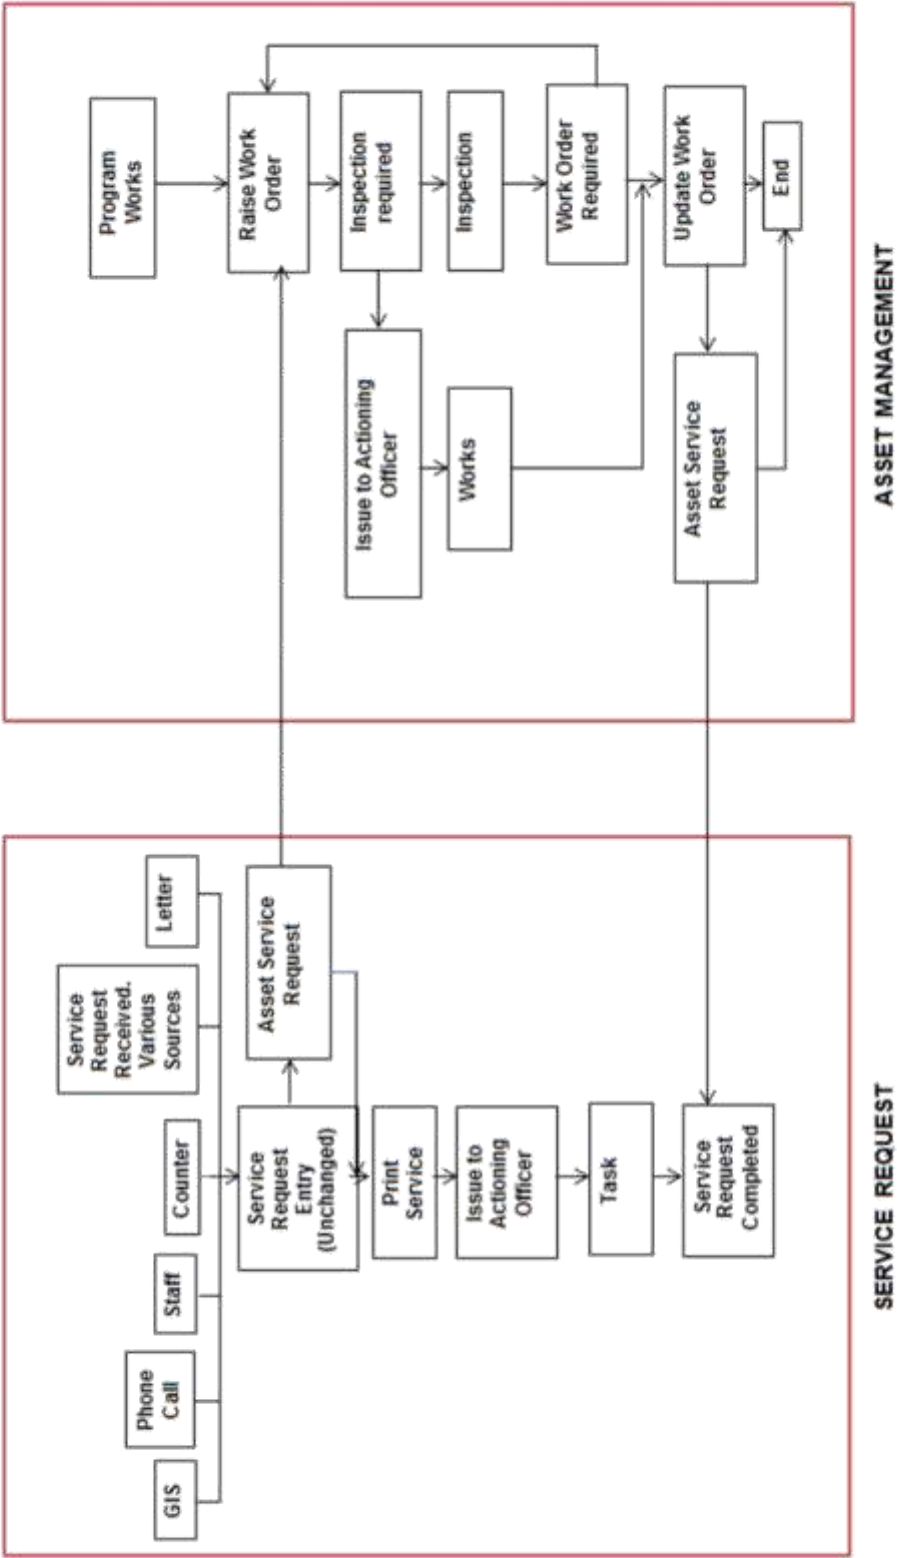 GIS
Phone
Call
Staff
Counter
Service
Request
Received.
Various
Sources
Letter
Service
Request
Entry
(Unchanged)
Asset Service
Request
Print
Service
Issue to
Actioning
Officer
Task
Service
Request
Completed
SERVICE REQUEST
Program
Works
Raise Work
Order
Inspection
required
Inspection
Work Order
Required
Update Work
Order
End
Issue to Actioning
Officer
Works
Asset Service
Request
ASSET MANAGEMENT